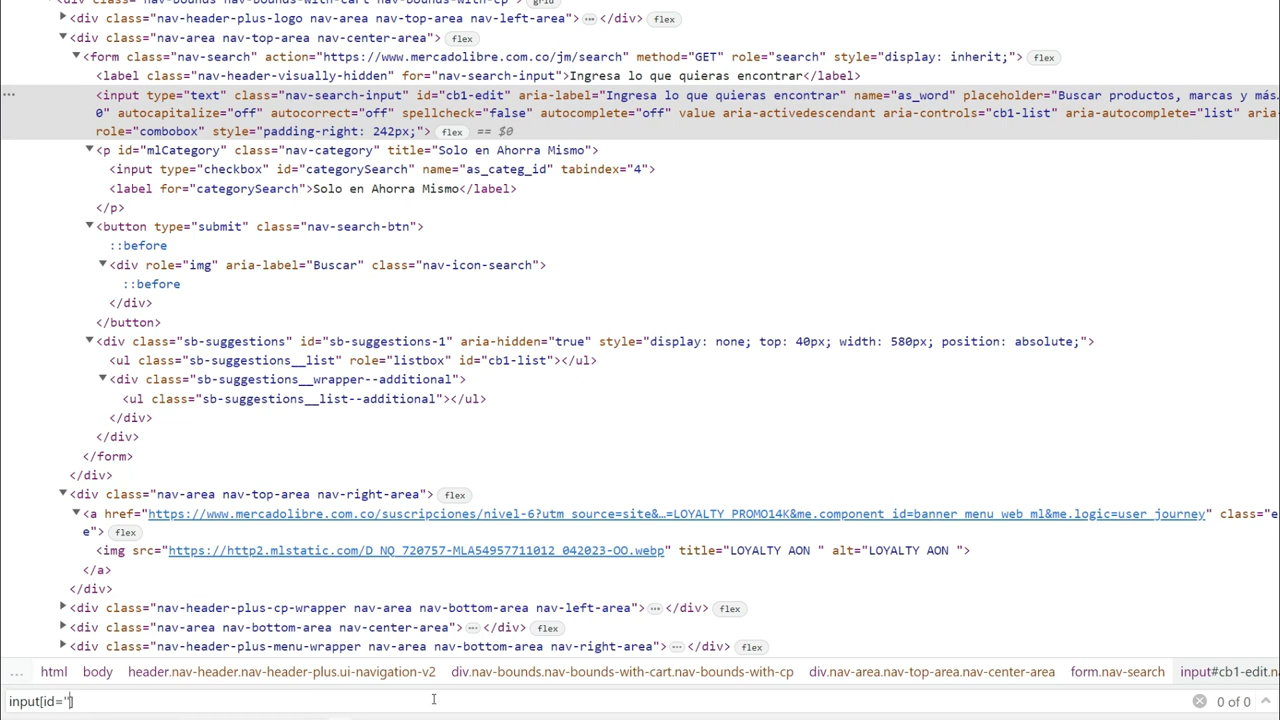 <div class="nav-bounds nav-bounds-with-cart nav-bounds-with-cp"> grid
<div class="nav-header-plus-logo nav-area nav-top-area nav-left-area"> ⋯ </div> flex
<div class="nav-area nav-top-area nav-center-area"> flex
<form class="nav-search" action="https://www.mercadolibre.com.co/jm/search" method="GET" role="search" style="display: inherit;"> flex
<label class="nav-header-visually-hidden" for="nav-search-input">Ingresa lo que quieras encontrar</label>
… <input type="text" class="nav-search-input" id="cb1-edit" aria-label="Ingresa lo que quieras encontrar" name="as_word" placeholder="Buscar productos, marcas y más.
0" autocapitalize="off" autocorrect="off" spellcheck="false" autocomplete="off" value aria-activedescendant aria-controls="cb1-list" aria-autocomplete="list" aria-
role="combobox" style="padding-right: 242px;"> flex == $0
<p id="mlCategory" class="nav-category" title="Solo en Ahorra Mismo">
<input type="checkbox" id="categorySearch" name="as_categ_id" tabindex="4">
<label for="categorySearch">Solo en Ahorra Mismo</label>
</p>
<button type="submit" class="nav-search-btn">
::before
<div role="img" aria-label="Buscar" class="nav-icon-search">
::before
</div>
</button>
<div class="sb-suggestions" id="sb-suggestions-1" aria-hidden="true" style="display: none; top: 40px; width: 580px; position: absolute;">
<ul class="sb-suggestions__list" role="listbox" id="cb1-list"></ul>
<div class="sb-suggestions__wrapper--additional">
<ul class="sb-suggestions__list--additional"></ul>
</div>
</div>
</form>
</div>
<div class="nav-area nav-top-area nav-right-area"> flex
<a href="https://www.mercadolibre.com.co/suscripciones/nivel-6?utm_source=site&…=LOYALTY_PROMO14K&me.component_id=banner_menu_web_ml&me.logic=user_journey" class="e
e"> flex
<img src="https://http2.mlstatic.com/D_NQ_720757-MLA54957711012_042023-OO.webp" title="LOYALTY AON " alt="LOYALTY AON ">
</a>
</div>
<div class="nav-header-plus-cp-wrapper nav-area nav-bottom-area nav-left-area"> ⋯ </div> flex
<div class="nav-area nav-bottom-area nav-center-area"> ⋯ </div> flex
<div class="nav-header-plus-menu-wrapper nav-area nav-bottom-area nav-right-area"> ⋯ </div> flex
… html body header.nav-header.nav-header-plus.ui-navigation-v2 div.nav-bounds.nav-bounds-with-cart.nav-bounds-with-cp div.nav-area.nav-top-area.nav-center-area form.nav-search input#cb1-edit.na
input[id=''] 0 of 0